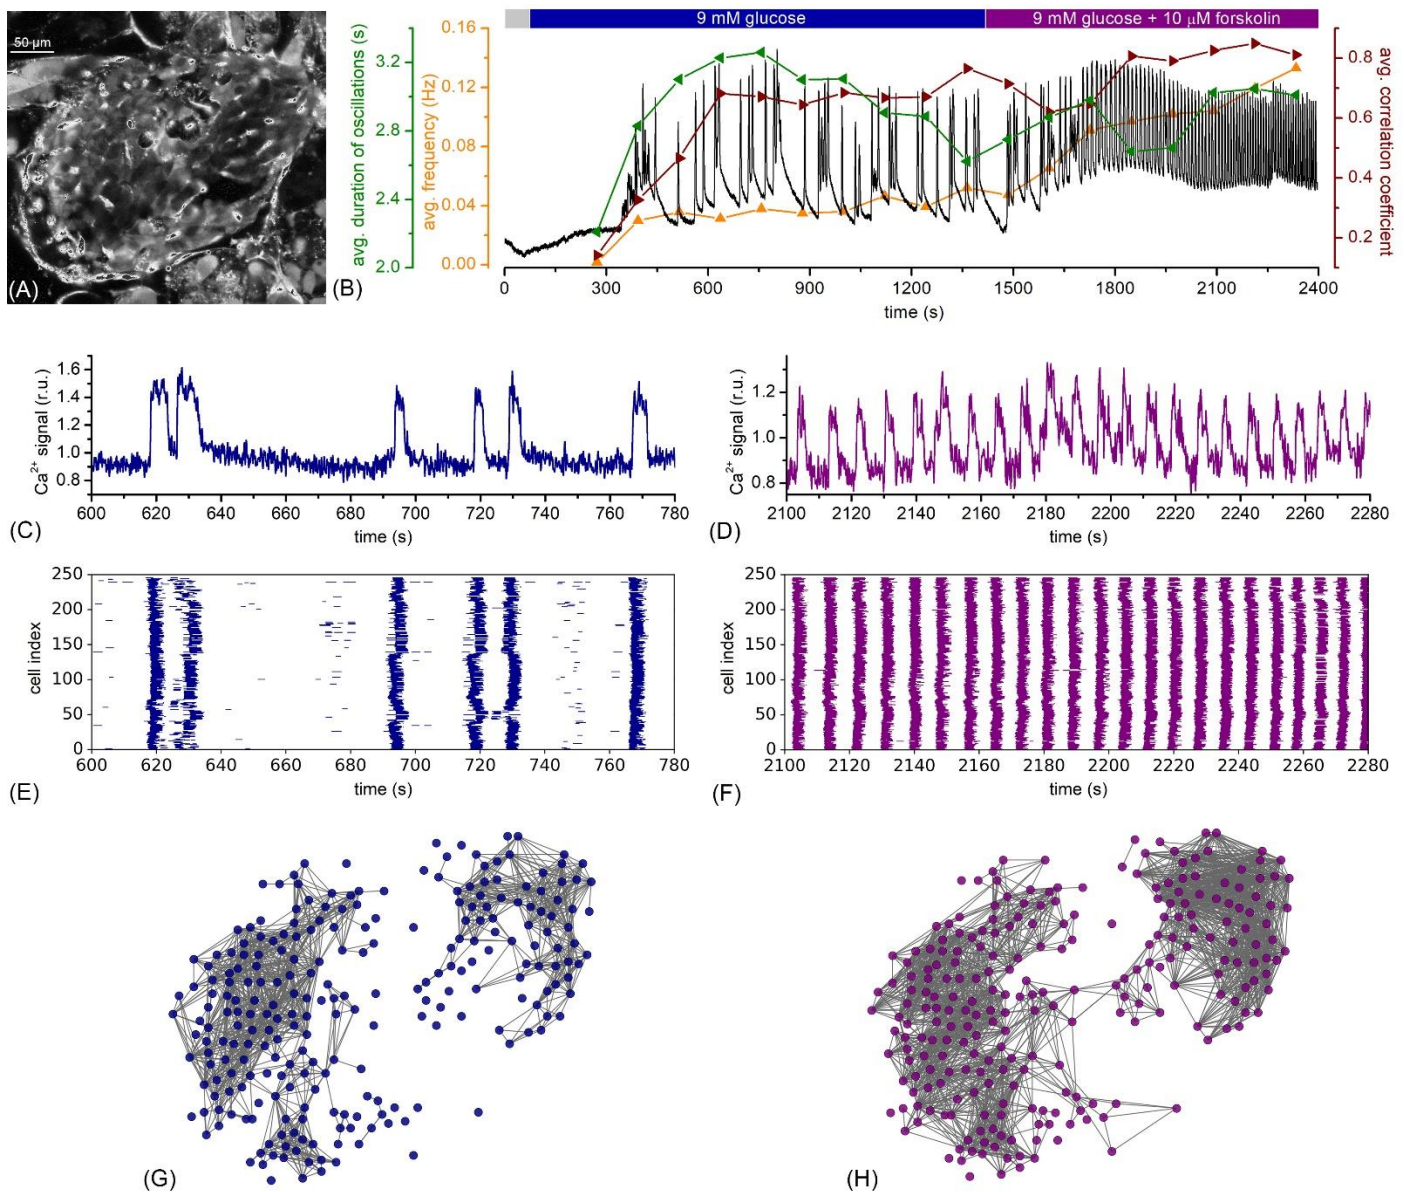 50 µm
(A)
9 mM glucose
9 mM glucose + 10 µM forskolin
avg. duration of oscillations (s)
3.2
2.8
2.4
2.0
avg. frequency (Hz)
0.16
0.12
0.08
0.04
0.00
0.8
0.6
0.4
0.2
avg. correlation coefficient
0 300 600 900 1200 1500 1800 2100 2400
time (s)
(B)
Ca²⁺ signal (r.u.)
1.6
1.4
1.2
1.0
0.8
600 620 640 660 680 700 720 740 760 780
time (s)
(C)
Ca²⁺ signal (r.u.)
1.2
1.0
0.8
2100 2120 2140 2160 2180 2200 2220 2240 2260 2280
time (s)
(D)
cell index
250
200
150
100
50
0
600 620 640 660 680 700 720 740 760 780
time (s)
(E)
cell index
250
200
150
100
50
0
2100 2120 2140 2160 2180 2200 2220 2240 2260 2280
time (s)
(F)
(G)
(H)